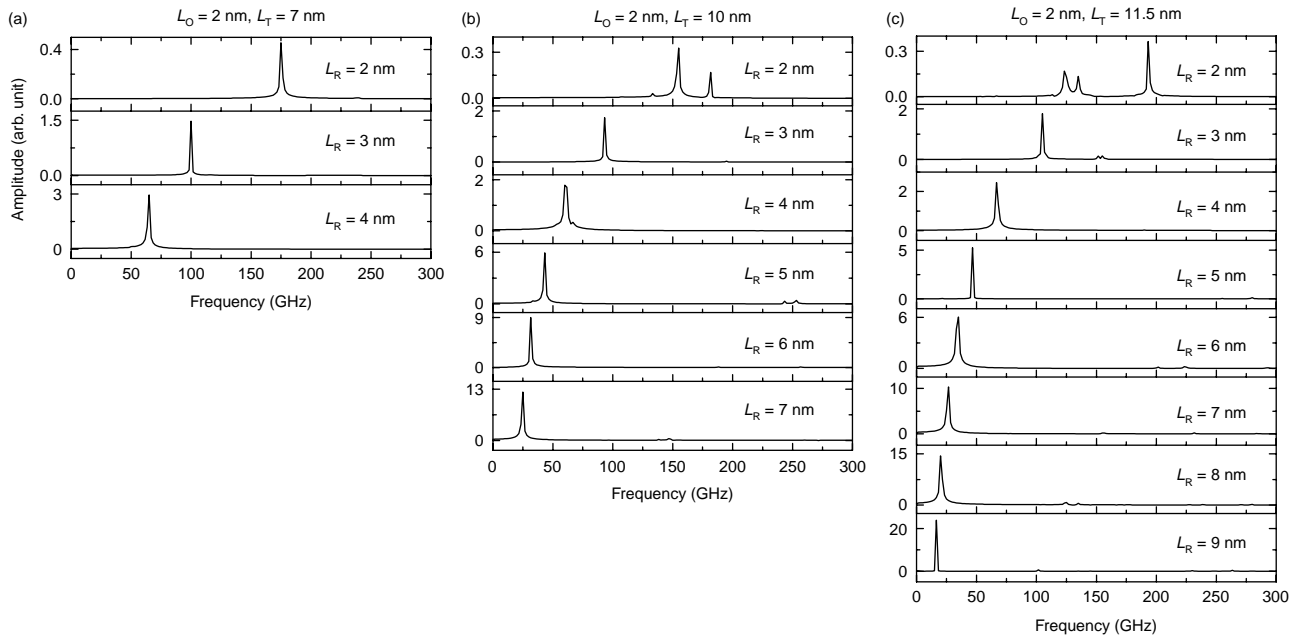 (a)
L_O = 2 nm, L_T = 7 nm
Amplitude (arb. unit)
0.4
0.0
L_R = 2 nm
1.5
0.0
L_R = 3 nm
3
0
L_R = 4 nm
0 50 100 150 200 250 300
Frequency (GHz)
(b)
L_O = 2 nm, L_T = 10 nm
0.3
0.0
L_R = 2 nm
2
0
L_R = 3 nm
2
0
L_R = 4 nm
6
0
L_R = 5 nm
9
0
L_R = 6 nm
13
0
L_R = 7 nm
0 50 100 150 200 250 300
Frequency (GHz)
(c)
L_O = 2 nm, L_T = 11.5 nm
0.3
0.0
L_R = 2 nm
2
0
L_R = 3 nm
2
0
L_R = 4 nm
5
0
L_R = 5 nm
6
0
L_R = 6 nm
10
0
L_R = 7 nm
15
0
L_R = 8 nm
20
0
L_R = 9 nm
0 50 100 150 200 250 300
Frequency (GHz)